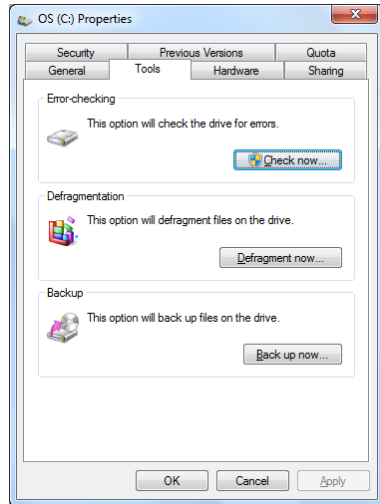 OS (C:) Properties
Security Previous Versions Quota
General Tools Hardware Sharing
Error-checking
This option will check the drive for errors.
Check now...
Defragmentation
This option will defragment files on the drive.
Defragment now...
Backup
This option will back up files on the drive.
Back up now...
OK Cancel Apply